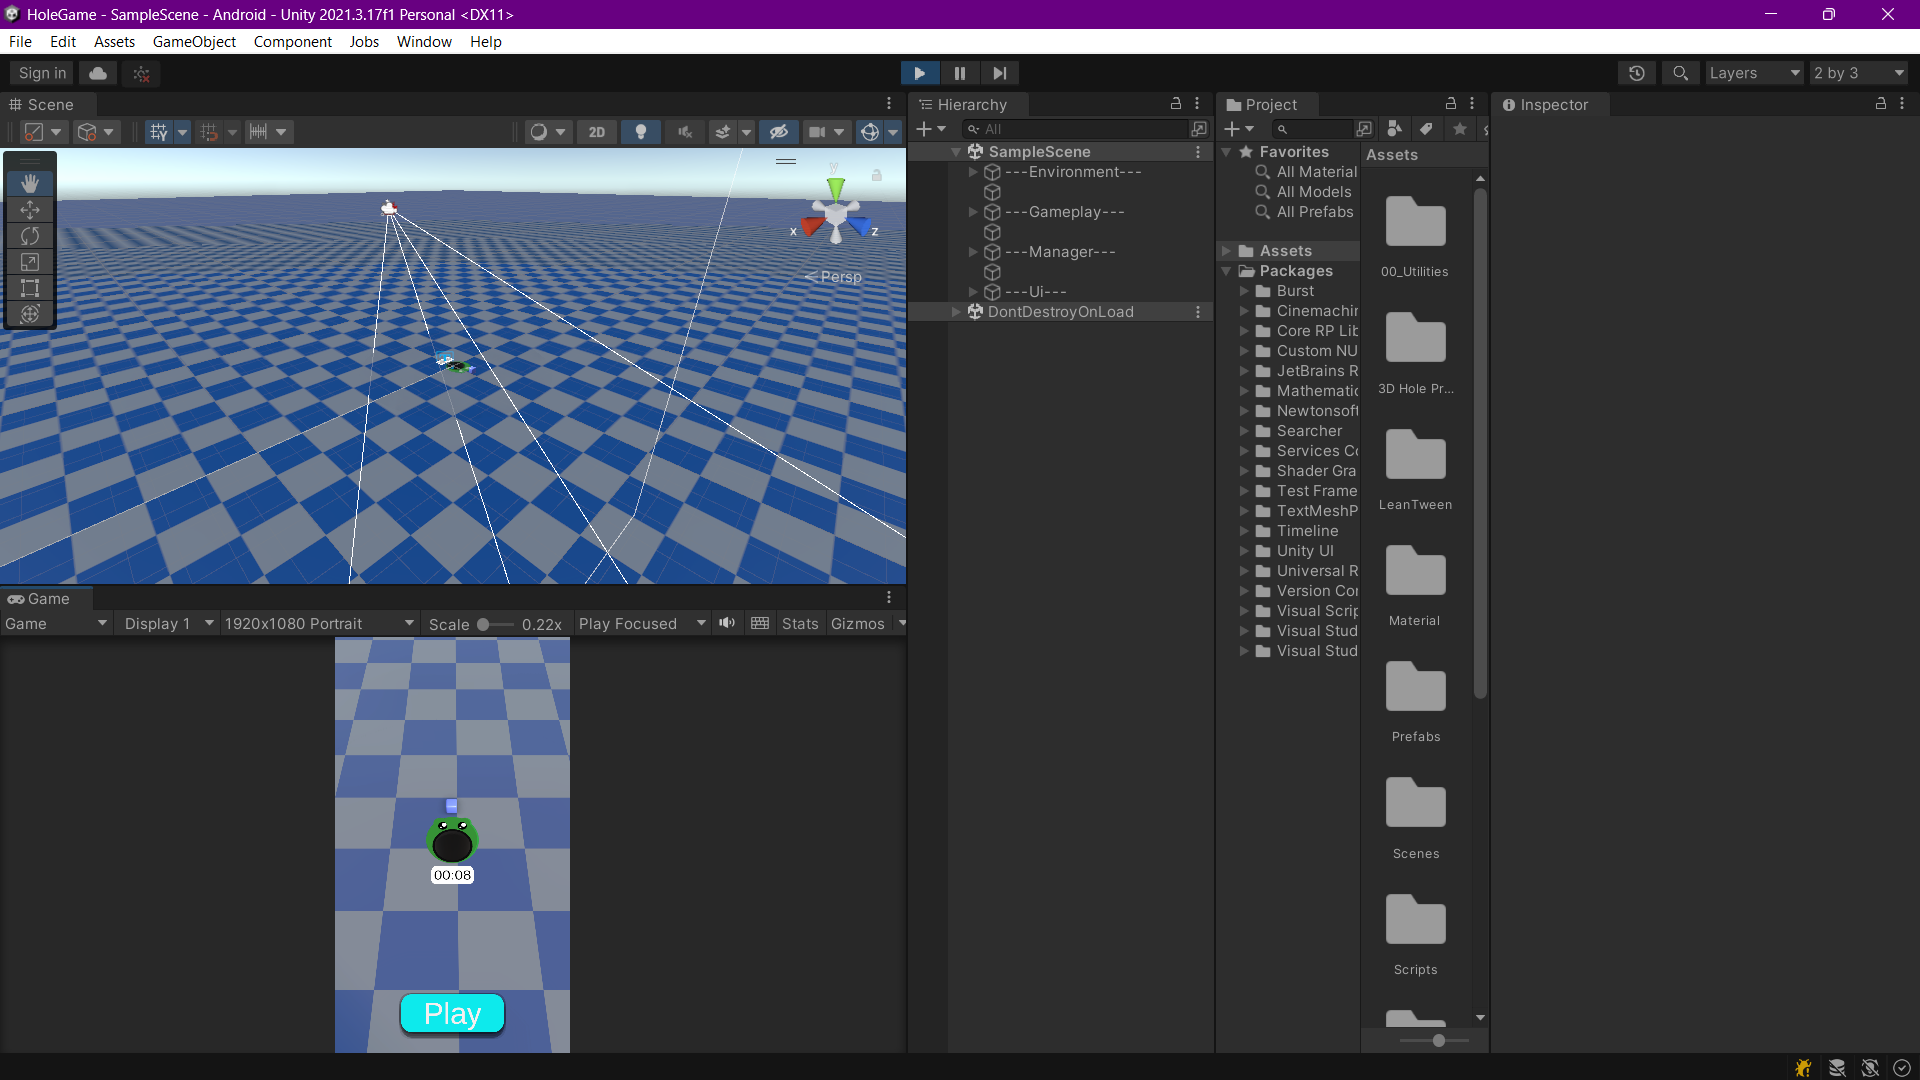 HoleGame - SampleScene - Android - Unity 2021.3.17f1 Personal <DX11>
File Edit Assets GameObject Component Jobs Window Help
Sign in
Layers
2 by 3
Scene
2D
y
x
z
Persp
Game
Game
Display 1
1920x1080 Portrait
Scale
0.22x
Play Focused
Stats
Gizmos
00:08
Play
Hierarchy
All
SampleScene
---Environment---
---Gameplay---
---Manager---
---Ui---
DontDestroyOnLoad
Project
Favorites
All Material
All Models
All Prefabs
Assets
Packages
Burst
Cinemachin
Core RP Lib
Custom NU
JetBrains R
Mathematic
Newtonsoft
Searcher
Services Co
Shader Gra
Test Frame
TextMeshP
Timeline
Unity UI
Universal R
Version Con
Visual Scrip
Visual Stud
Visual Stud
Assets
00_Utilities
3D Hole Pr...
LeanTween
Material
Prefabs
Scenes
Scripts
Inspector